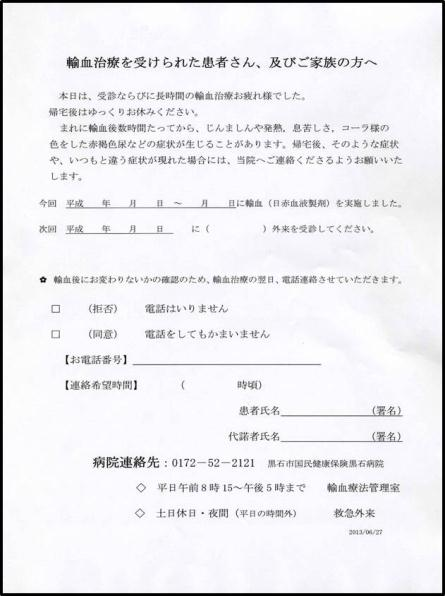 輸血治療を受けられた患者さん、及びご家族の方へ
本日は、受診ならびに長時間の輸血治療お疲れ様でした。
帰宅後はゆっくりお休みください。
まれに輸血後数時間たってから、じんましんや発熱，息苦しさ，コーラ様の
色をした赤褐色尿などの症状が生じることがあります。帰宅後、そのような症状
や、いつもと違う症状が現れた場合には、当院へご連絡くださるようお願いいた
します。
今回 平成 年 月 日 ～ 月 日に輸血（日赤血液製剤）を実施しました。
次回 平成 年 月 日 に（ ）外来を受診してください。
✿ 輸血後にお変わりないかの確認のため、輸血治療の翌日、電話連絡させていただきます。
□ （拒否） 電話はいりません
□ （同意） 電話をしてもかまいません
【お電話番号】
【連絡希望時間】 （ 時頃）
患者氏名 （署名）
代諾者氏名 （署名）
病院連絡先：0172－52－2121 黒石市国民健康保険黒石病院
◇ 平日午前8時15～午後5時まで 輸血療法管理室
◇ 土日休日・夜間（平日の時間外） 救急外来
2013/06/27